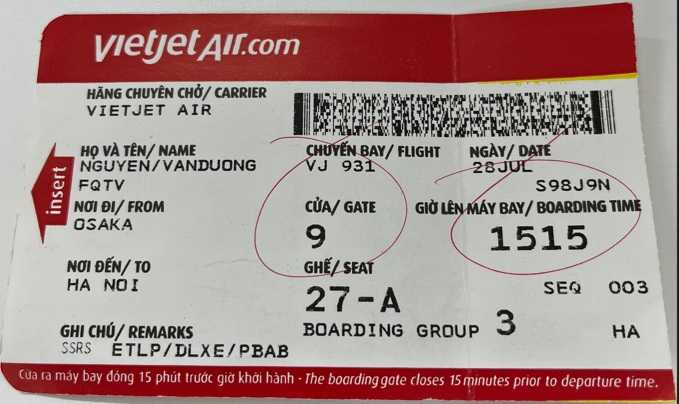 vietjetAir.com
HÃNG CHUYÊN CHỞ/ CARRIER
VIETJET AIR
HỌ VÀ TÊN/ NAME CHUYẾN BAY/ FLIGHT NGÀY/ DATE
NGUYEN/VANDUONG VJ 931 28JUL
FQTV S98J9N
insert
NƠI ĐI/ FROM CỬA/ GATE GIỜ LÊN MÁY BAY/ BOARDING TIME
OSAKA 9 1515
NƠI ĐẾN/ TO GHẾ/ SEAT
HA NOI 27-A SEQ 003
GHI CHÚ/ REMARKS BOARDING GROUP 3 HA
SSRS ETLP/DLXE/PBAB
Cửa ra máy bay đóng 15 phút trước giờ khởi hành - The boarding gate closes 15 minutes prior to departure time.